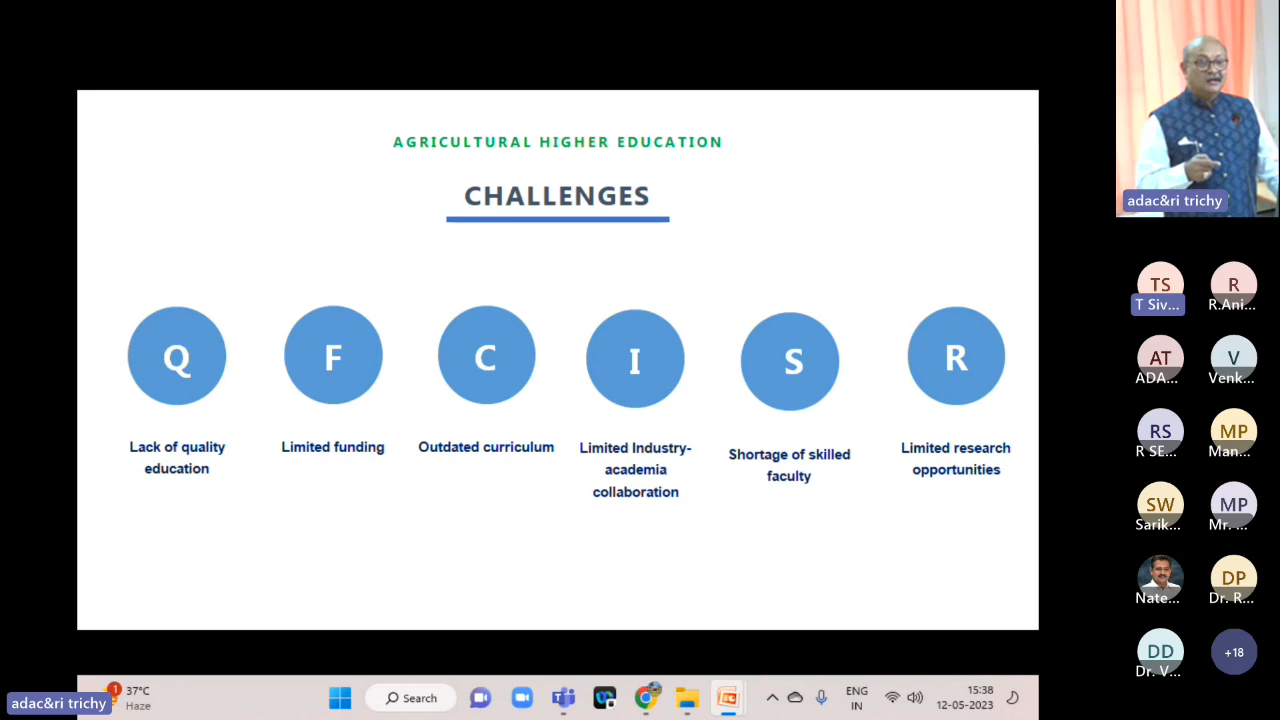 AGRICULTURAL HIGHER EDUCATION
CHALLENGES
Q
F
C
I
S
R
Lack of quality
education
Limited funding
Outdated curriculum
Limited Industry-
academia
collaboration
Shortage of skilled
faculty
Limited research
opportunities
adac&ri trichy
TS
T Siv...
R
R.Ani...
AT
ADA...
V
Venk...
RS
R SE...
MP
Man...
SW
Sarik...
MP
Mr. ...
Nate...
DP
Dr. R...
DD
Dr. V...
+18
1
37°C
Haze
adac&ri trichy
Search
ENG
IN
15:38
12-05-2023